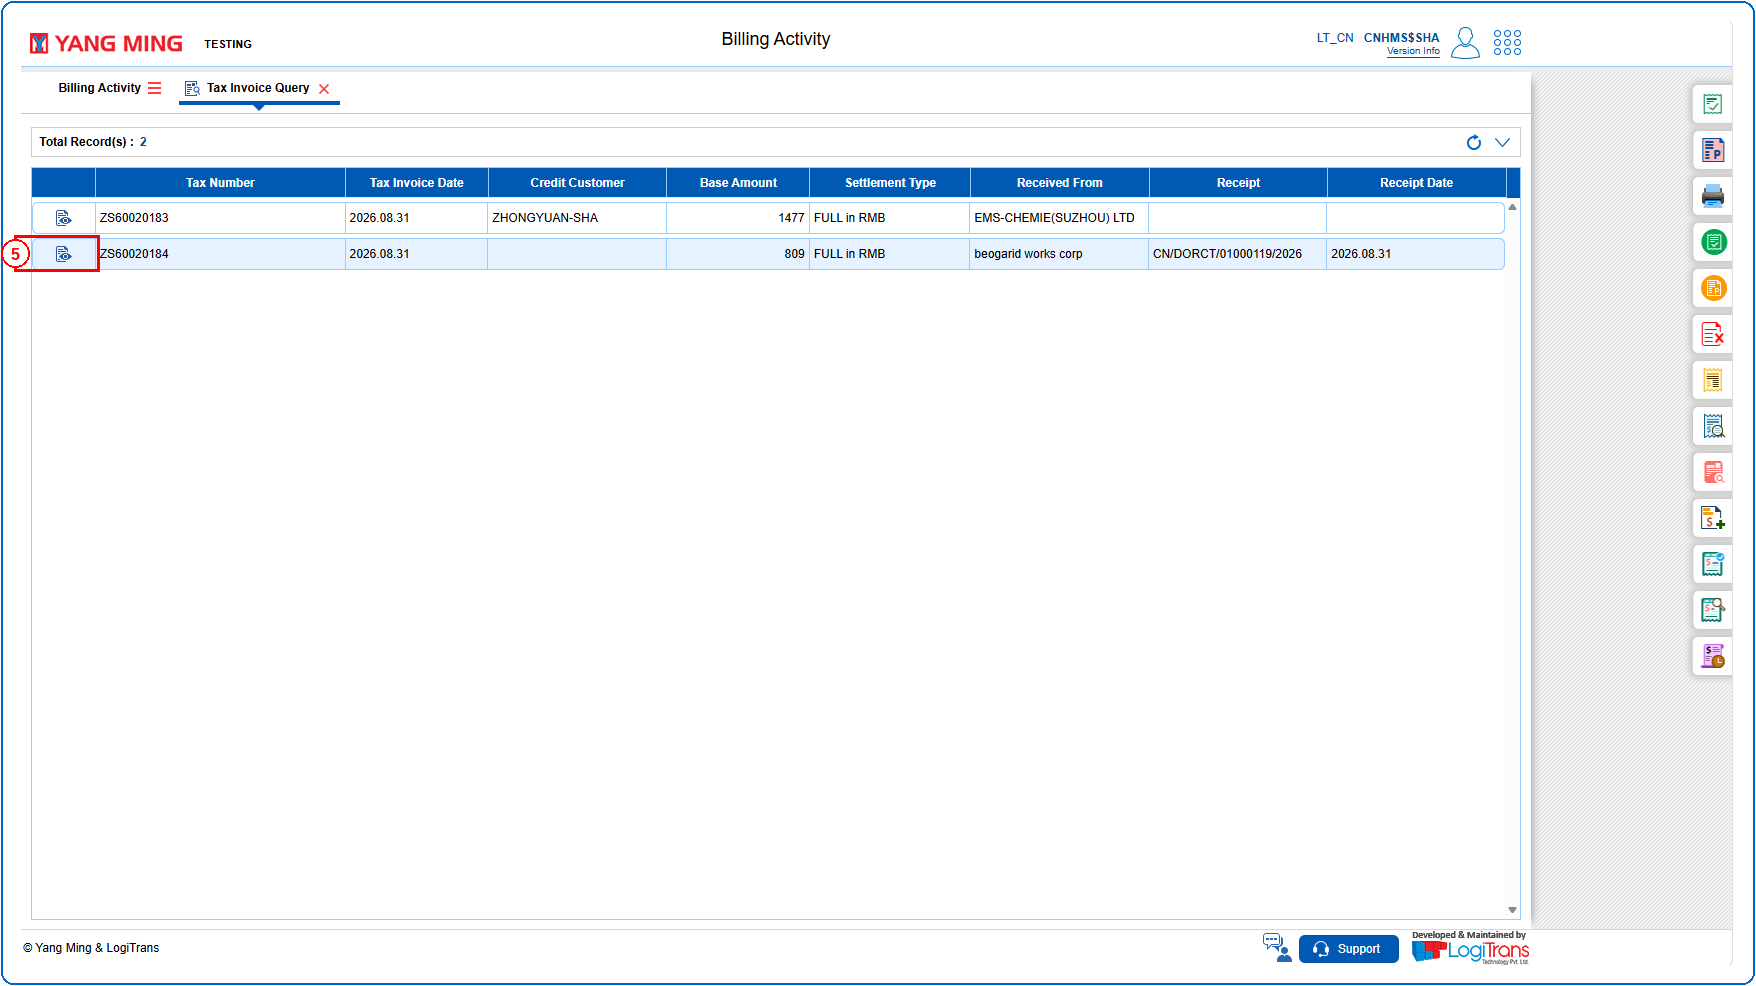 YANG MING TESTING Billing Activity LT_CN CNHMS$SHA
Version Info
Billing Activity Tax Invoice Query
Total Record(s) : 2
Tax Number Tax Invoice Date Credit Customer Base Amount Settlement Type Received From Receipt Receipt Date
ZS60020183 2026.08.31 ZHONGYUAN-SHA 1477 FULL in RMB EMS-CHEMIE(SUZHOU) LTD
5 ZS60020184 2026.08.31 809 FULL in RMB beogarid works corp CN/DORCT/01000119/2026 2026.08.31
© Yang Ming & LogiTrans Support
Developed & Maintained by
LogiTrans
Technology Pvt. Ltd.